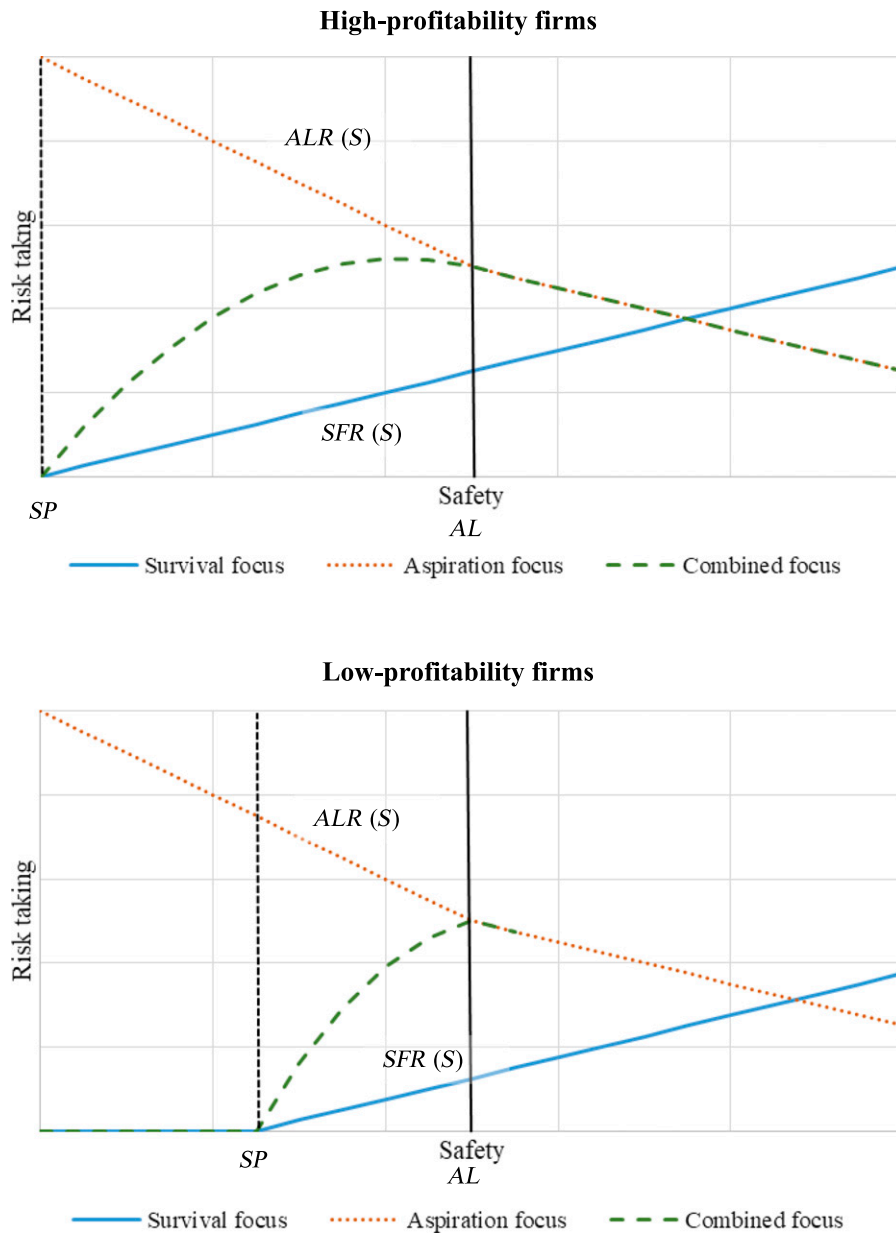 High-profitability firms
ALR (S)
Risk takng
SFR (S)
SP
Safety
AL
Survival focus Aspiration focus Combined focus
Low-profitability firms
ALR (S)
Risk taking
SFR (S)
SP
Safety
AL
Survival focus Aspiration focus Combined focus